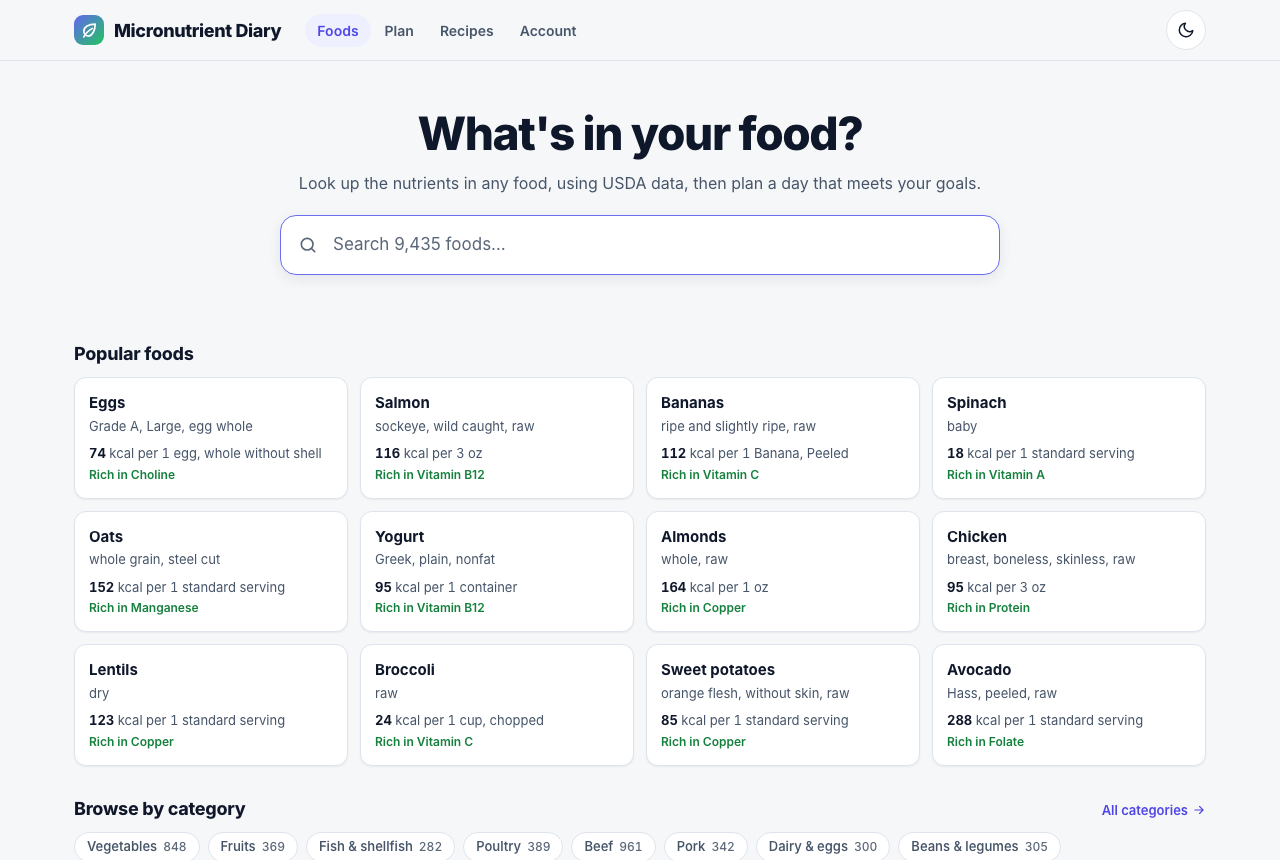 Micronutrient Diary
Foods
Plan
Recipes
Account
What's in your food?
Look up the nutrients in any food, using USDA data, then plan a day that meets your goals.
Search 9,435 foods...
Popular foods
Eggs
Grade A, Large, egg whole
74 kcal per 1 egg, whole without shell
Rich in Choline
Salmon
sockeye, wild caught, raw
116 kcal per 3 oz
Rich in Vitamin B12
Bananas
ripe and slightly ripe, raw
112 kcal per 1 Banana, Peeled
Rich in Vitamin C
Spinach
baby
18 kcal per 1 standard serving
Rich in Vitamin A
Oats
whole grain, steel cut
152 kcal per 1 standard serving
Rich in Manganese
Yogurt
Greek, plain, nonfat
95 kcal per 1 container
Rich in Vitamin B12
Almonds
whole, raw
164 kcal per 1 oz
Rich in Copper
Chicken
breast, boneless, skinless, raw
95 kcal per 3 oz
Rich in Protein
Lentils
dry
123 kcal per 1 standard serving
Rich in Copper
Broccoli
raw
24 kcal per 1 cup, chopped
Rich in Vitamin C
Sweet potatoes
orange flesh, without skin, raw
85 kcal per 1 standard serving
Rich in Copper
Avocado
Hass, peeled, raw
288 kcal per 1 standard serving
Rich in Folate
Browse by category
All categories →
Vegetables 848
Fruits 369
Fish & shellfish 282
Poultry 389
Beef 961
Pork 342
Dairy & eggs 300
Beans & legumes 305